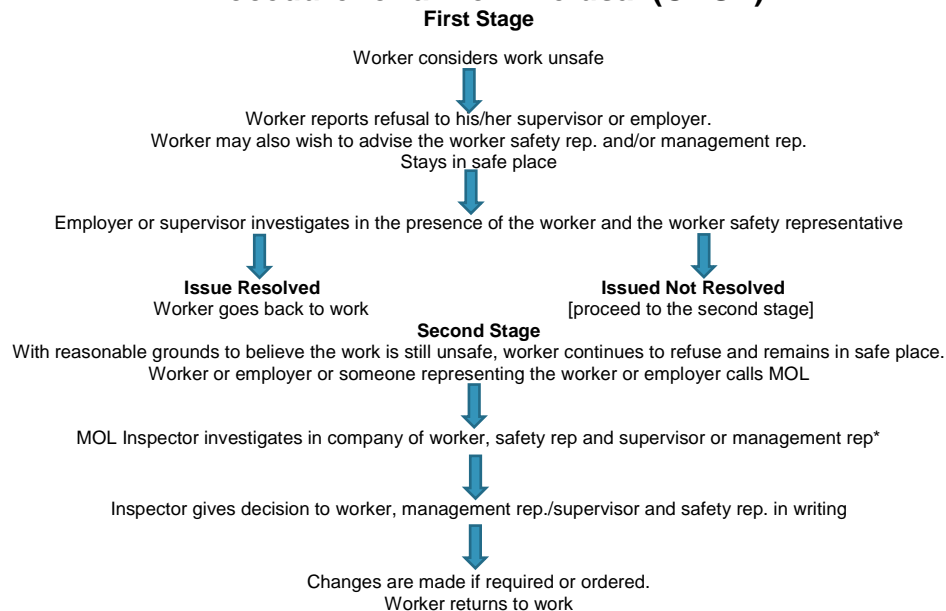 First Stage
Worker considers work unsafe
Worker reports refusal to his/her supervisor or employer.
Worker may also wish to advise the worker safety rep. and/or management rep.
Stays in safe place
Employer or supervisor investigates in the presence of the worker and the worker safety representative
Issue Resolved
Worker goes back to work
Issued Not Resolved
[proceed to the second stage]
Second Stage
With reasonable grounds to believe the work is still unsafe, worker continues to refuse and remains in safe place.
Worker or employer or someone representing the worker or employer calls MOL
MOL Inspector investigates in company of worker, safety rep and supervisor or management rep*
Inspector gives decision to worker, management rep./supervisor and safety rep. in writing
Changes are made if required or ordered.
Worker returns to work